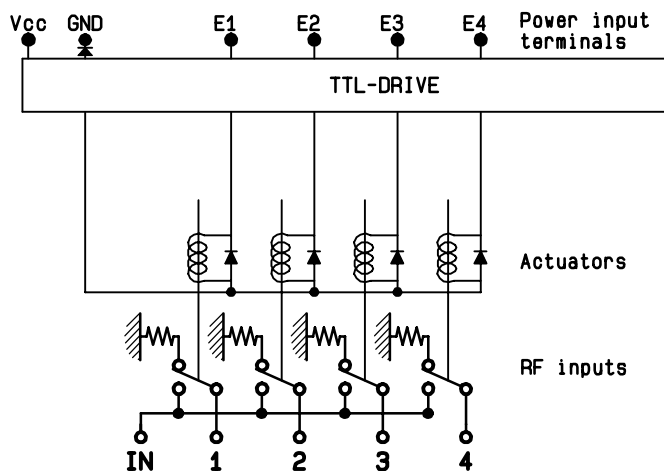 Vcc GND E1 E2 E3 E4 Power input
terminals
TTL-DRIVE
Actuators
RF inputs
IN 1 2 3 4